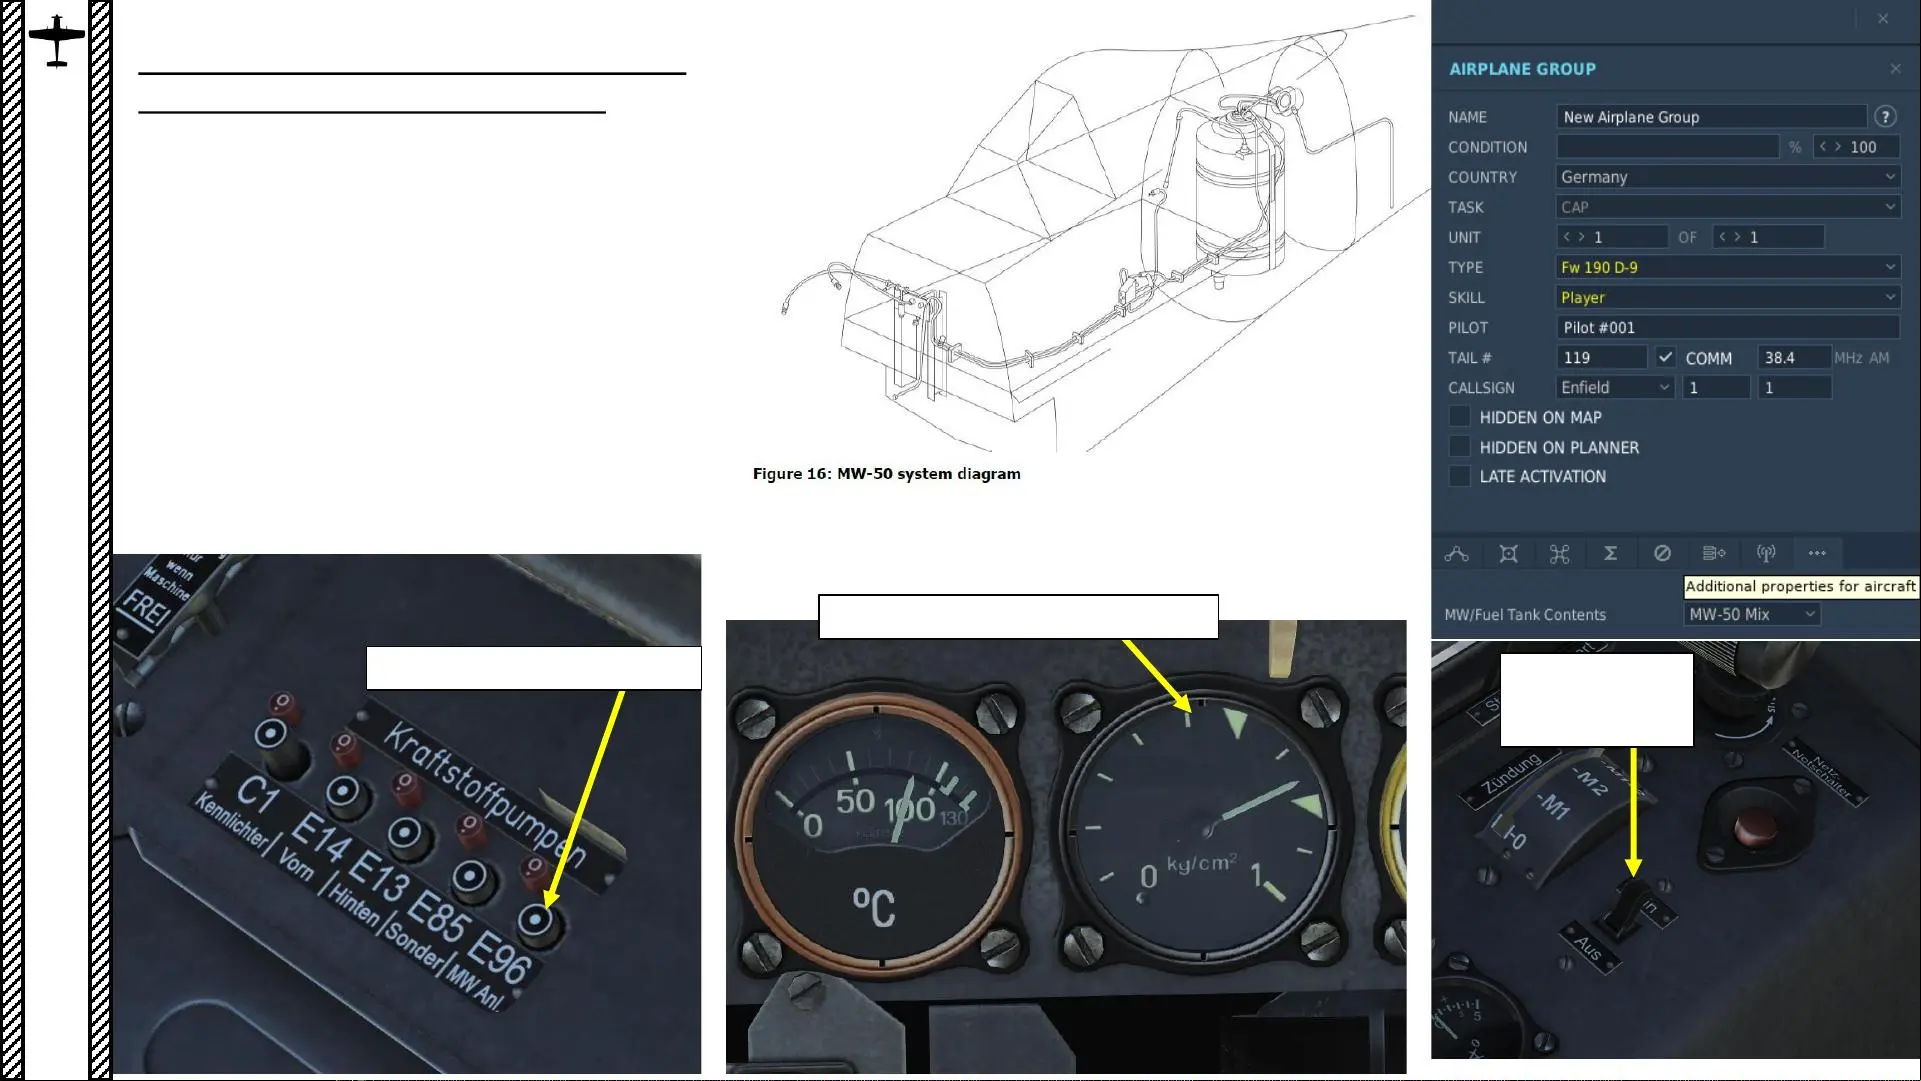 Figure 16: MW-50 system diagram
AIRPLANE GROUP
NAME New Airplane Group ?
CONDITION % < > 100
COUNTRY Germany
TASK CAP
UNIT < > 1 OF < > 1
TYPE Fw 190 D-9
SKILL Player
PILOT Pilot #001
TAIL # 119 COMM 38.4 MHz AM
CALLSIGN Enfield 1 1
HIDDEN ON MAP
HIDDEN ON PLANNER
LATE ACTIVATION
Additional properties for aircraft
MW/Fuel Tank Contents MW-50 Mix
wenn
Maschine
FREI
Kraftstoffpumpen
C1 E14 E13 E85 E96
Kennlichter Vorn Hinten Sonder MW Anl.
0 50 100 130
°C
kg/cm²
0 1
Zündung
-M2
-M1
-0
Netz-
Notschalter
Aus
5